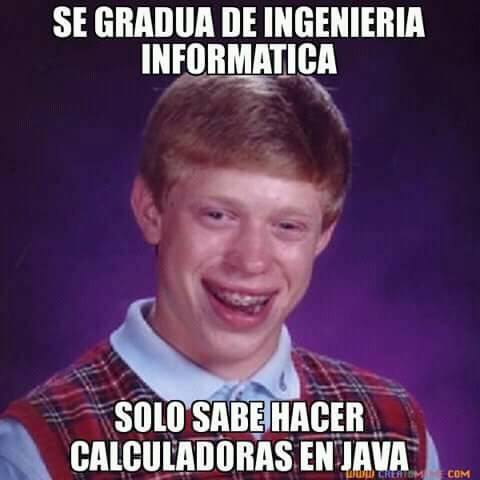 SE GRADUA DE INGENIERIA
INFORMATICA
SOLO SABE HACER
CALCULADORAS EN JAVA